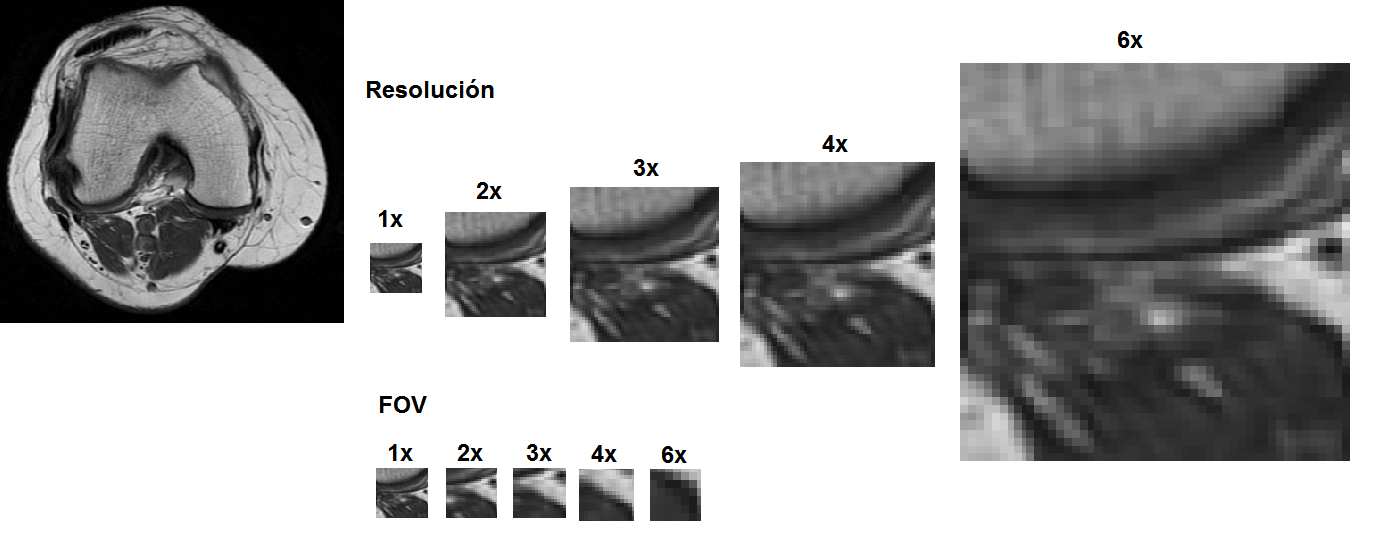 Resolución
1x
2x
3x
4x
6x
FOV
1x 2x 3x 4x 6x